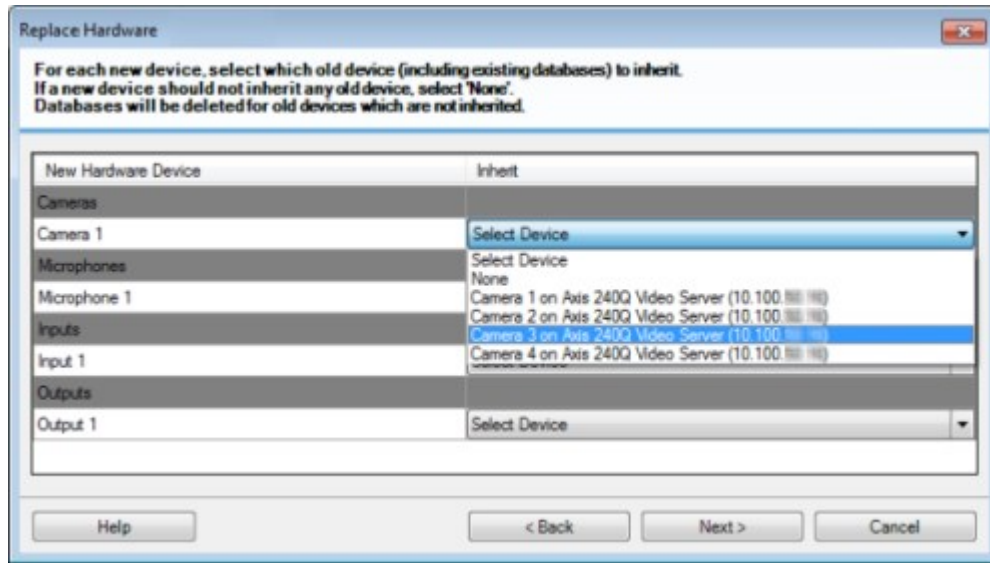 Replace Hardware
For each new device, select which old device (including existing databases) to inherit.
If a new device should not inherit any old device, select 'None'.
Databases will be deleted for old devices which are not inherited.
New Hardware Device Inherit
Cameras
Camera 1 Select Device
Select Device
Microphones
None
Microphone 1 Camera 1 on Axis 240Q Video Server (10.100.
Camera 2 on Axis 240Q Video Server (10.100.
Inputs Camera 3 on Axis 240Q Video Server (10.100.
Input 1 Camera 4 on Axis 240Q Video Server (10.100.
Select Device
Outputs
Output 1 Select Device
Help < Back Next > Cancel